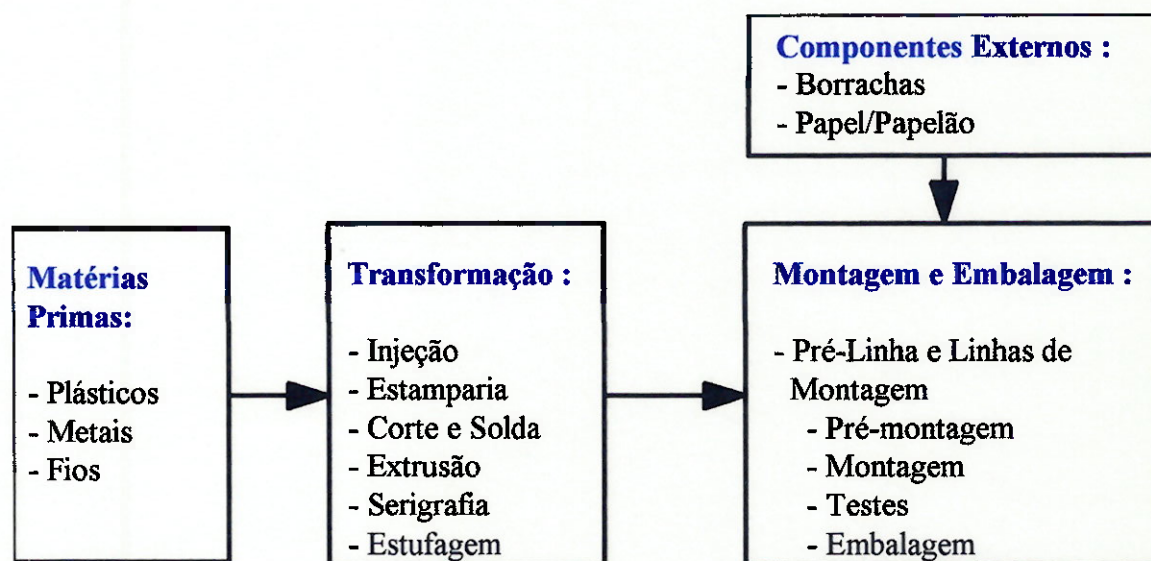 Componentes Externos :
- Borrachas
- Papel/Papelão
Matérias
Primas:
- Plásticos
- Metais
- Fios
Transformação :
- Injeção
- Estamparia
- Corte e Solda
- Extrusão
- Serigrafia
- Estufagem
Montagem e Embalagem :
- Pré-Linha e Linhas de
Montagem
- Pré-montagem
- Montagem
- Testes
- Embalagem